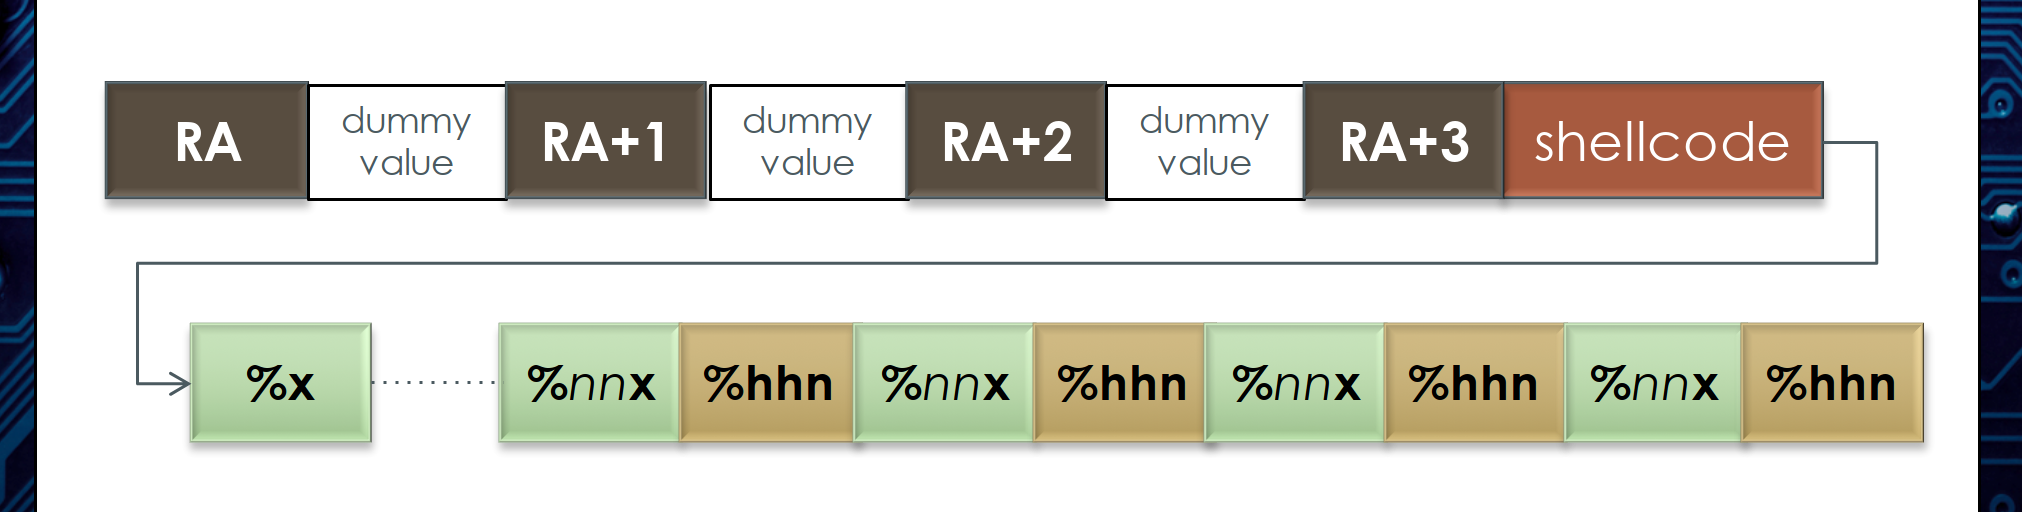 RA
dummy
value
RA+1
dummy
value
RA+2
dummy
value
RA+3
shellcode
%x
%nnx
%hhn
%nnx
%hhn
%nnx
%hhn
%nnx
%hhn